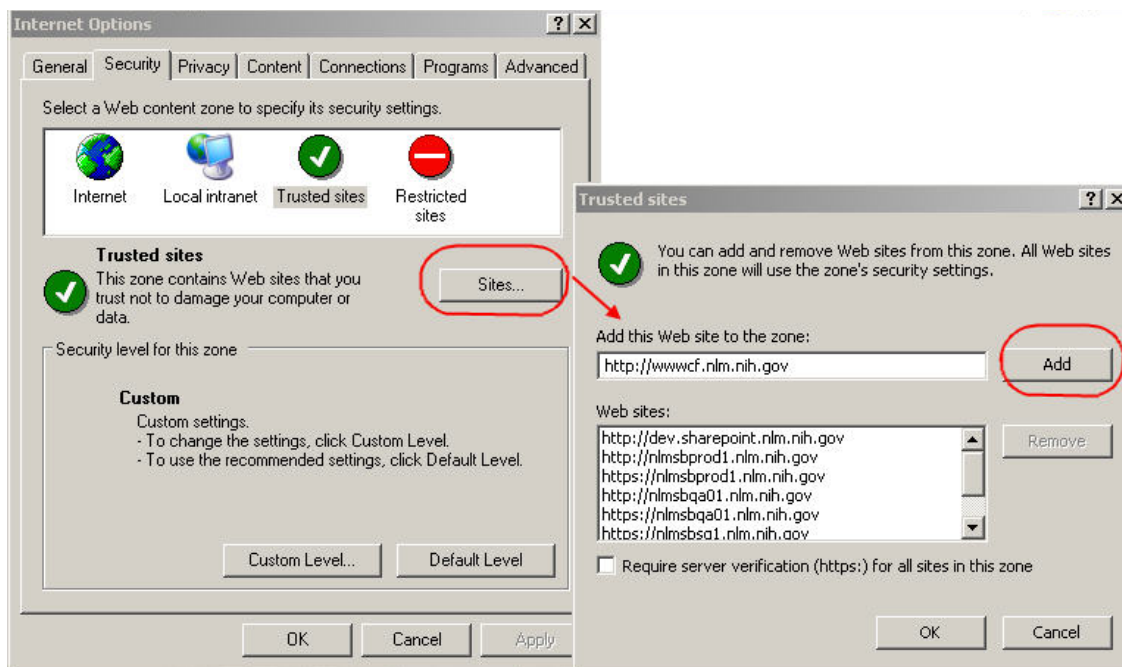 Internet Options
General Security Privacy Content Connections Programs Advanced
Select a Web content zone to specify its security settings.
Internet Local intranet Trusted sites Restricted
sites
Trusted sites
This zone contains Web sites that you
trust not to damage your computer or
data.
Sites...
Security level for this zone
Custom
Custom settings.
- To change the settings, click Custom Level.
- To use the recommended settings, click Default Level.
Custom Level... Default Level
OK Cancel Apply
Trusted sites
You can add and remove Web sites from this zone. All Web sites
in this zone will use the zone's security settings.
Add this Web site to the zone:
http://wwwcf.nlm.nih.gov Add
Web sites:
http://dev.sharepoint.nlm.nih.gov
http://nlmsbprod1.nlm.nih.gov
https://nlmsbprod1.nlm.nih.gov
http://nlmsbqa01.nlm.nih.gov
https://nlmsbqa01.nlm.nih.gov
https://nlmsbsg1.nlm.nih.gov
Remove
Require server verification (https:) for all sites in this zone
OK Cancel